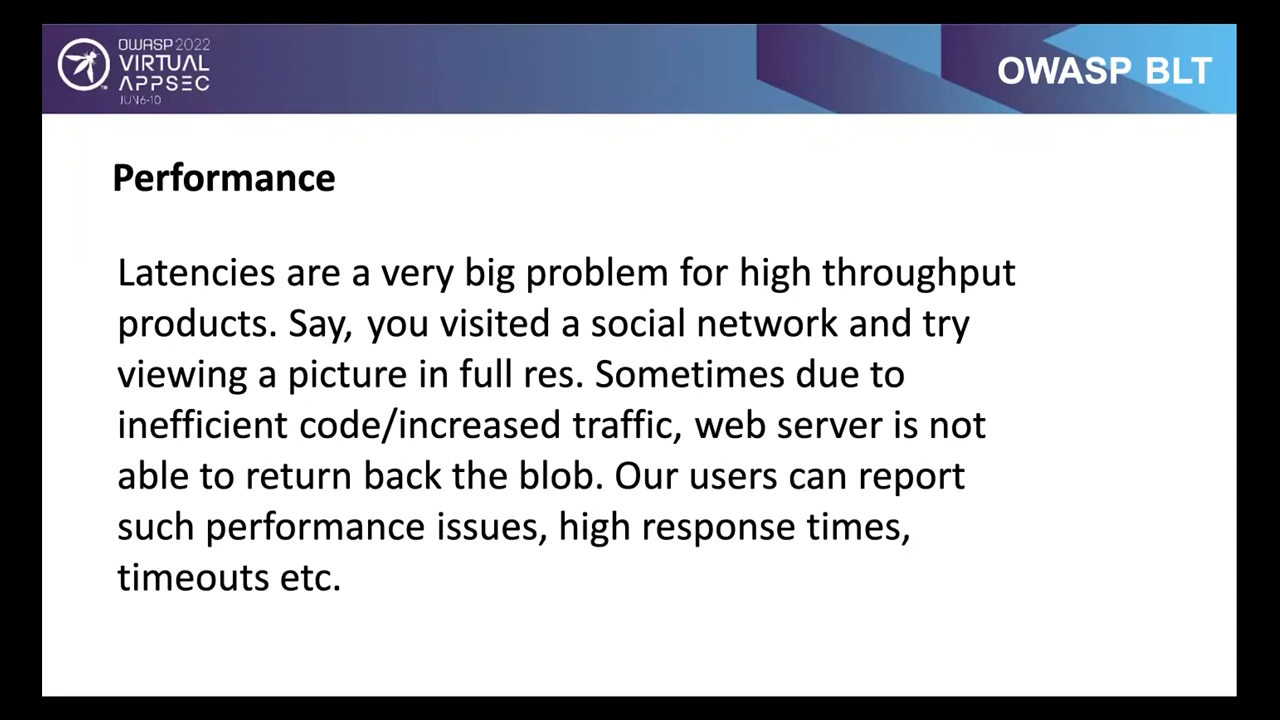 OWASP 2022
VIRTUAL
APPSEC
JUN 6-10
OWASP BLT
Performance
Latencies are a very big problem for high throughput
products. Say, you visited a social network and try
viewing a picture in full res. Sometimes due to
inefficient code/increased traffic, web server is not
able to return back the blob. Our users can report
such performance issues, high response times,
timeouts etc.